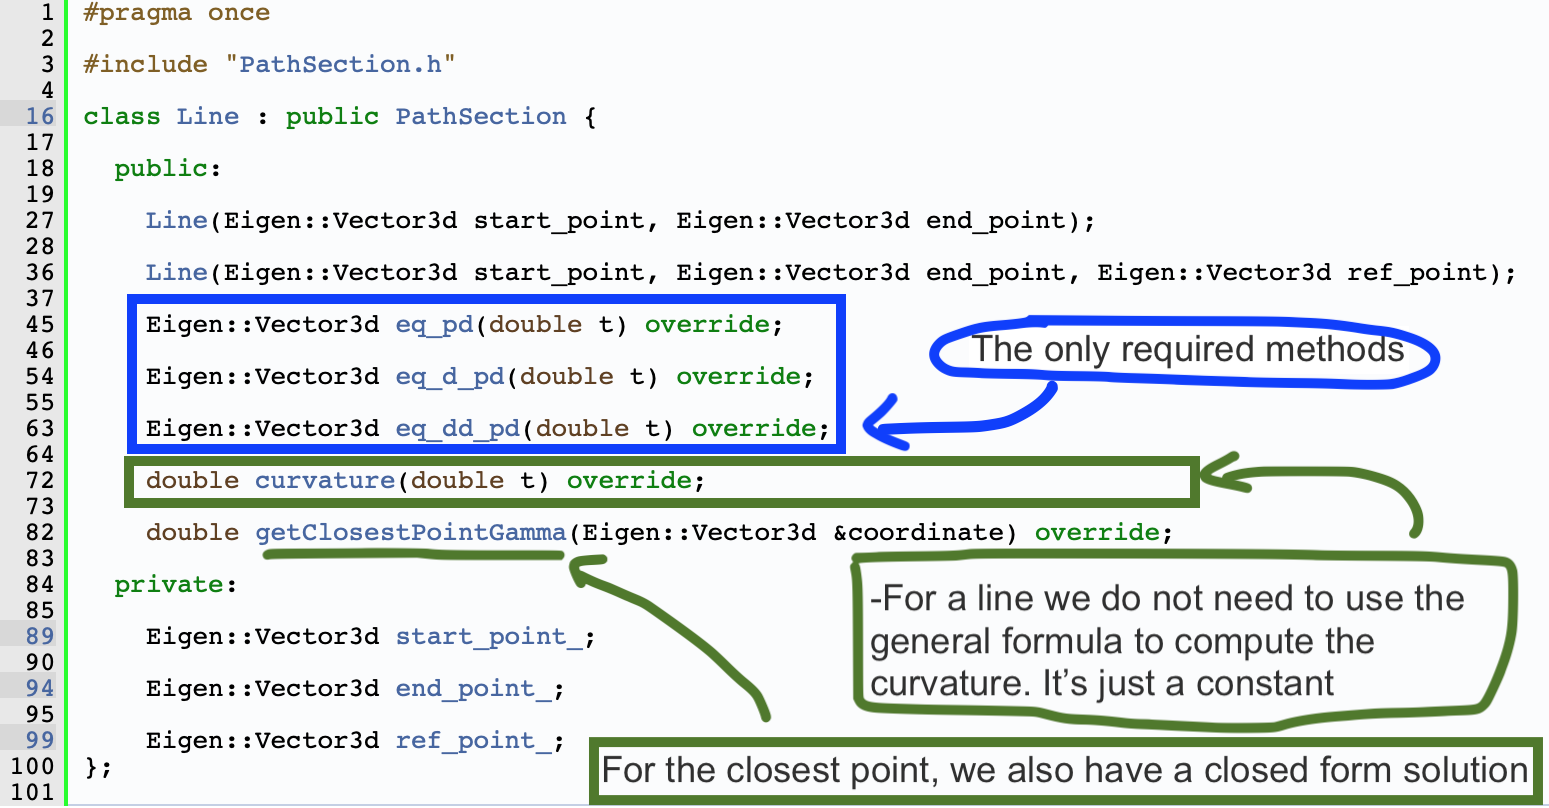 1 #pragma once
2
3 #include "PathSection.h"
4
16 class Line : public PathSection {
17
18 public:
19
27 Line(Eigen::Vector3d start_point, Eigen::Vector3d end_point);
28
36 Line(Eigen::Vector3d start_point, Eigen::Vector3d end_point, Eigen::Vector3d ref_point);
37
45 Eigen::Vector3d eq_pd(double t) override;
46
The only required methods
54 Eigen::Vector3d eq_d_pd(double t) override;
55
63 Eigen::Vector3d eq_dd_pd(double t) override;
64
72 double curvature(double t) override;
73
82 double getClosestPointGamma(Eigen::Vector3d &coordinate) override;
83
84 private:
85
89 Eigen::Vector3d start_point_;
90
94 Eigen::Vector3d end_point_;
95
99 Eigen::Vector3d ref_point_;
100 };
101
-For a line we do not need to use the
general formula to compute the
curvature. It’s just a constant
For the closest point, we also have a closed form solution